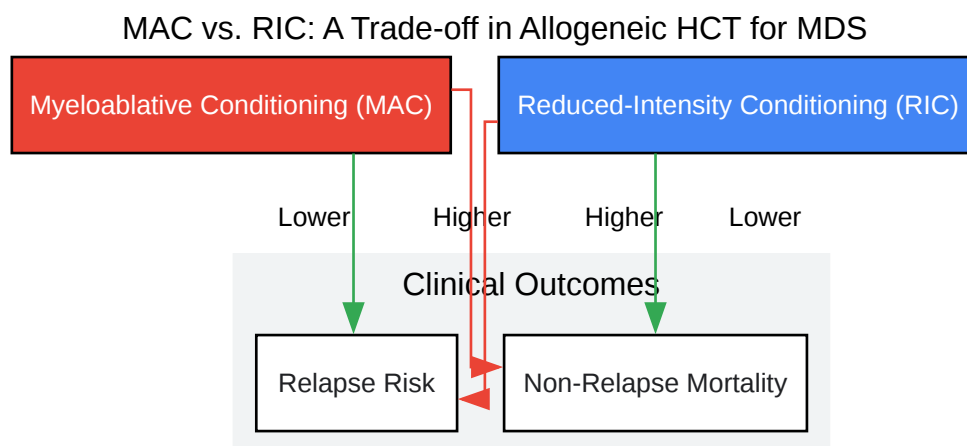 MAC vs. RIC: A Trade-off in Allogeneic HCT for MDS
Myeloablative Conditioning (MAC)
Reduced-Intensity Conditioning (RIC)
Lower
Higher
Higher
Lower
Clinical Outcomes
Relapse Risk
Non-Relapse Mortality